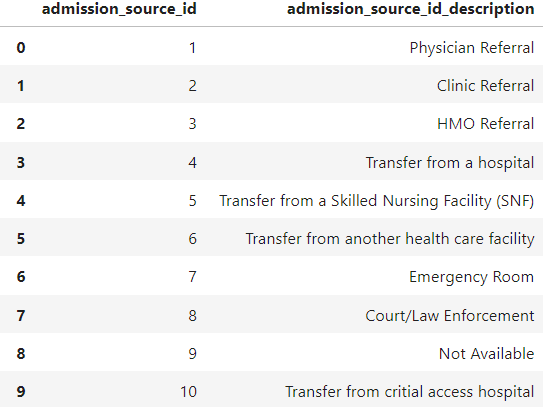 admission_source_id admission_source_id_description
0 1 Physician Referral
1 2 Clinic Referral
2 3 HMO Referral
3 4 Transfer from a hospital
4 5 Transfer from a Skilled Nursing Facility (SNF)
5 6 Transfer from another health care facility
6 7 Emergency Room
7 8 Court/Law Enforcement
8 9 Not Available
9 10 Transfer from critial access hospital